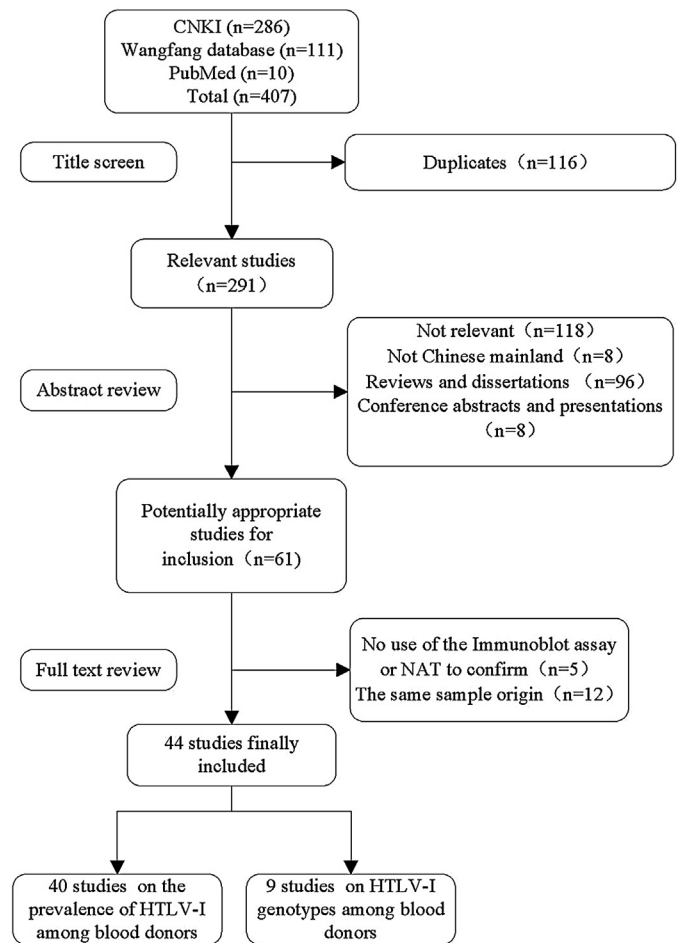 CNKI (n=286)
Wangfang database (n=111)
PubMed (n=10)
Total (n=407)
Title screen
Duplicates（n=116）
Relevant studies
（n=291）
Not relevant（n=118）
Not Chinese mainland（n=8）
Reviews and dissertations （n=96）
Conference abstracts and presentations
（n=8）
Abstract review
Potentially appropriate
studies for
inclusion（n=61）
No use of the Immunoblot assay
or NAT to confirm（n=5）
The same sample origin（n=12）
Full text review
44 studies finally
included
40 studies on the
prevalence of HTLV-I
among blood donors
9 studies on HTLV-I
genotypes among blood
donors